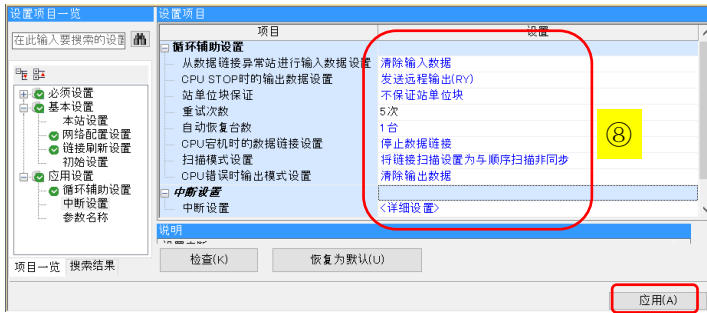 设置项目一览
在此输入要搜索的设置
必须设置
基本设置
本站设置
网络配置设置
链接刷新设置
初始设置
应用设置
循环辅助设置
中断设置
参数名称
项目一览 搜索结果
设置项目
项目 设置
循环辅助设置
从数据链接异常站进行输入数据设置 清除输入数据
CPU STOP时的输出数据设置 发送远程输出(RY)
站单位块保证 不保证站单位块
重试次数 5次
自动恢复台数 1台
CPU宕机时的数据链接设置 停止数据链接
扫描模式设置 将链接扫描设置为与顺序扫描非同步
CPU错误时输出模式设置 清除输出数据
中断设置
中断设置 <详细设置>
⑧
说明
检查(K) 恢复为默认(U)
应用(A)